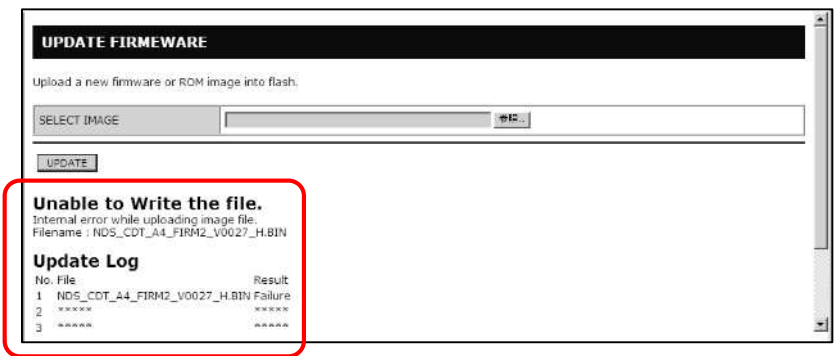 UPDATE FIRMEWARE
Upload a new firmware or ROM image into flash.
SELECT IMAGE 参照...
UPDATE
Unable to Write the file.
Internal error while uploading image file.
Filename : NDS_CDT_A4_FIRM2_V0027_H.BIN
Update Log
No. File Result
1 NDS_CDT_A4_FIRM2_V0027_H.BIN Failure
2 ***** *****
3 ***** *****